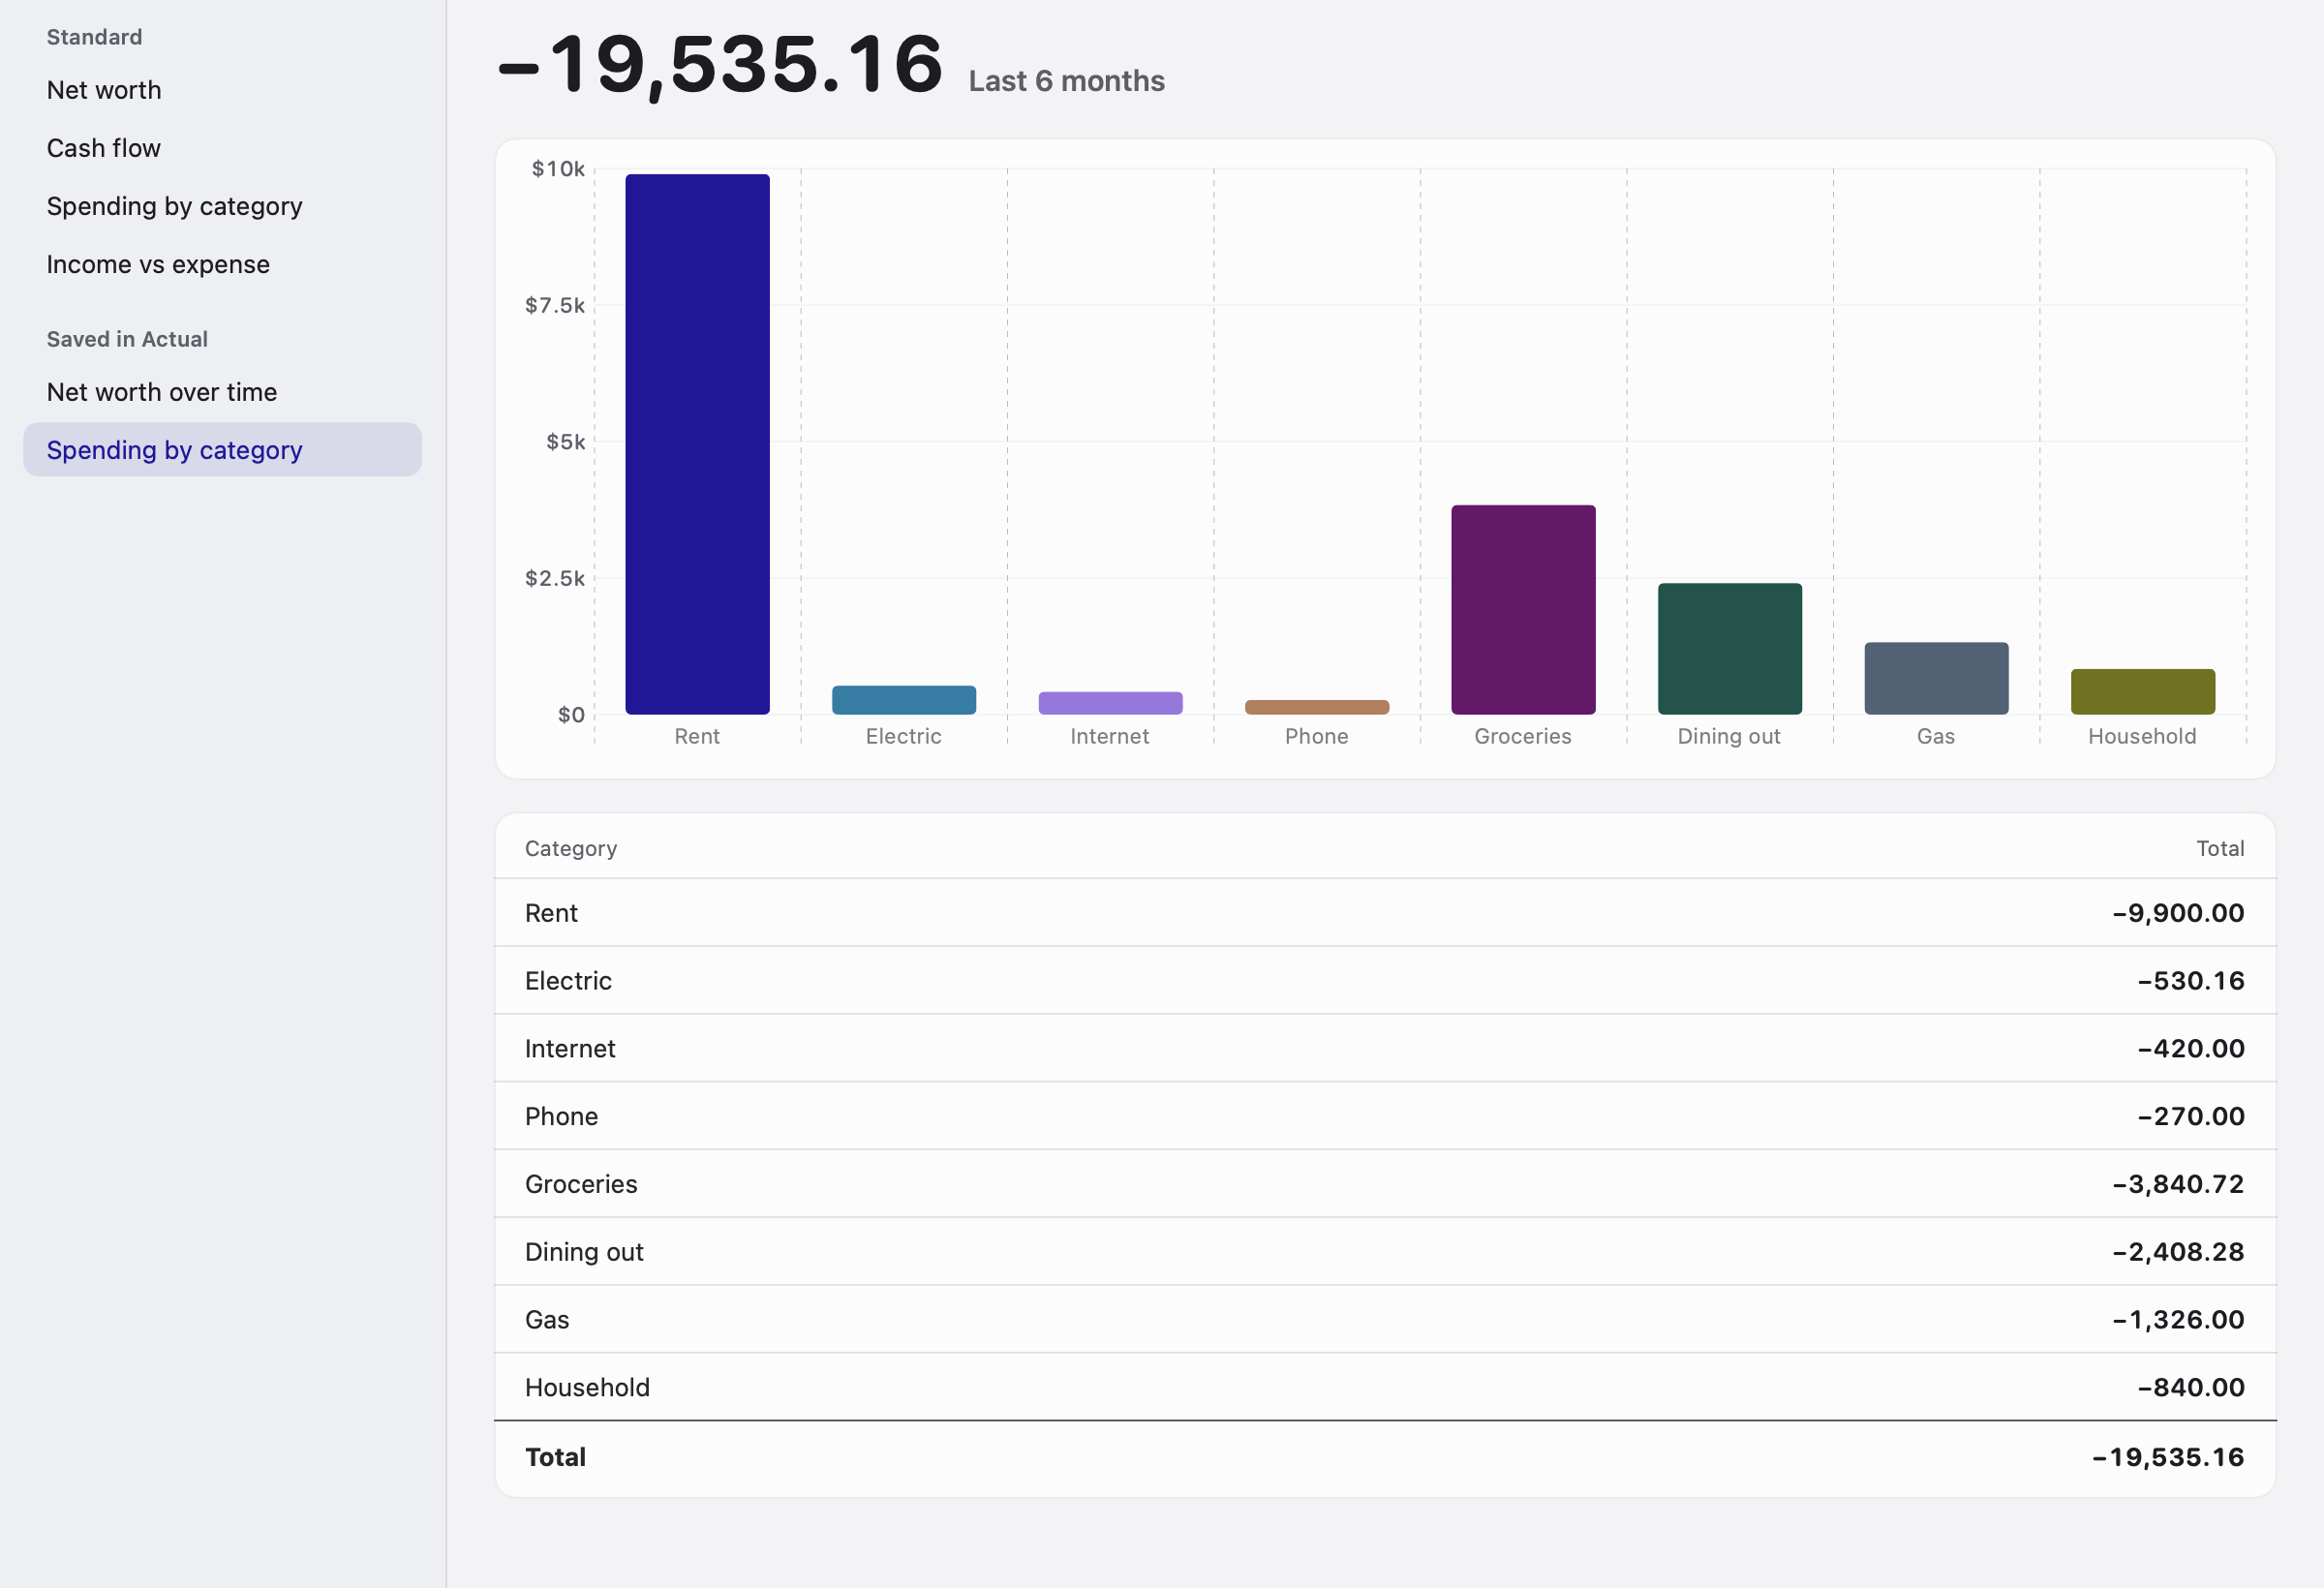 Standard
Net worth
Cash flow
Spending by category
Income vs expense
Saved in Actual
Net worth over time
Spending by category
−19,535.16 Last 6 months
$10k
$7.5k
$5k
$2.5k
$0
Rent Electric Internet Phone Groceries Dining out Gas Household
Category Total
Rent −9,900.00
Electric −530.16
Internet −420.00
Phone −270.00
Groceries −3,840.72
Dining out −2,408.28
Gas −1,326.00
Household −840.00
Total −19,535.16